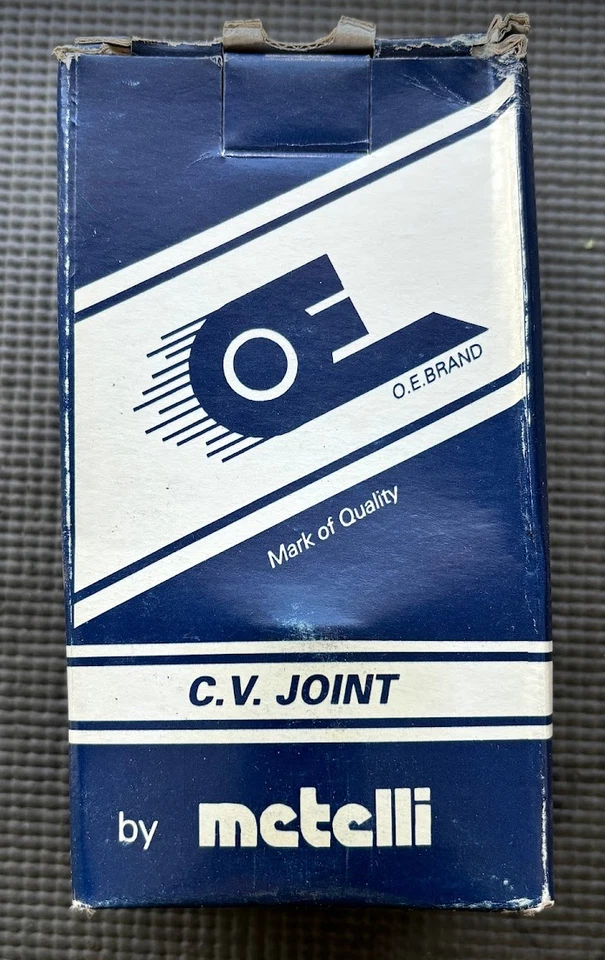 OE
O.E.BRAND
Mark of Quality
C.V. JOINT
by metelli